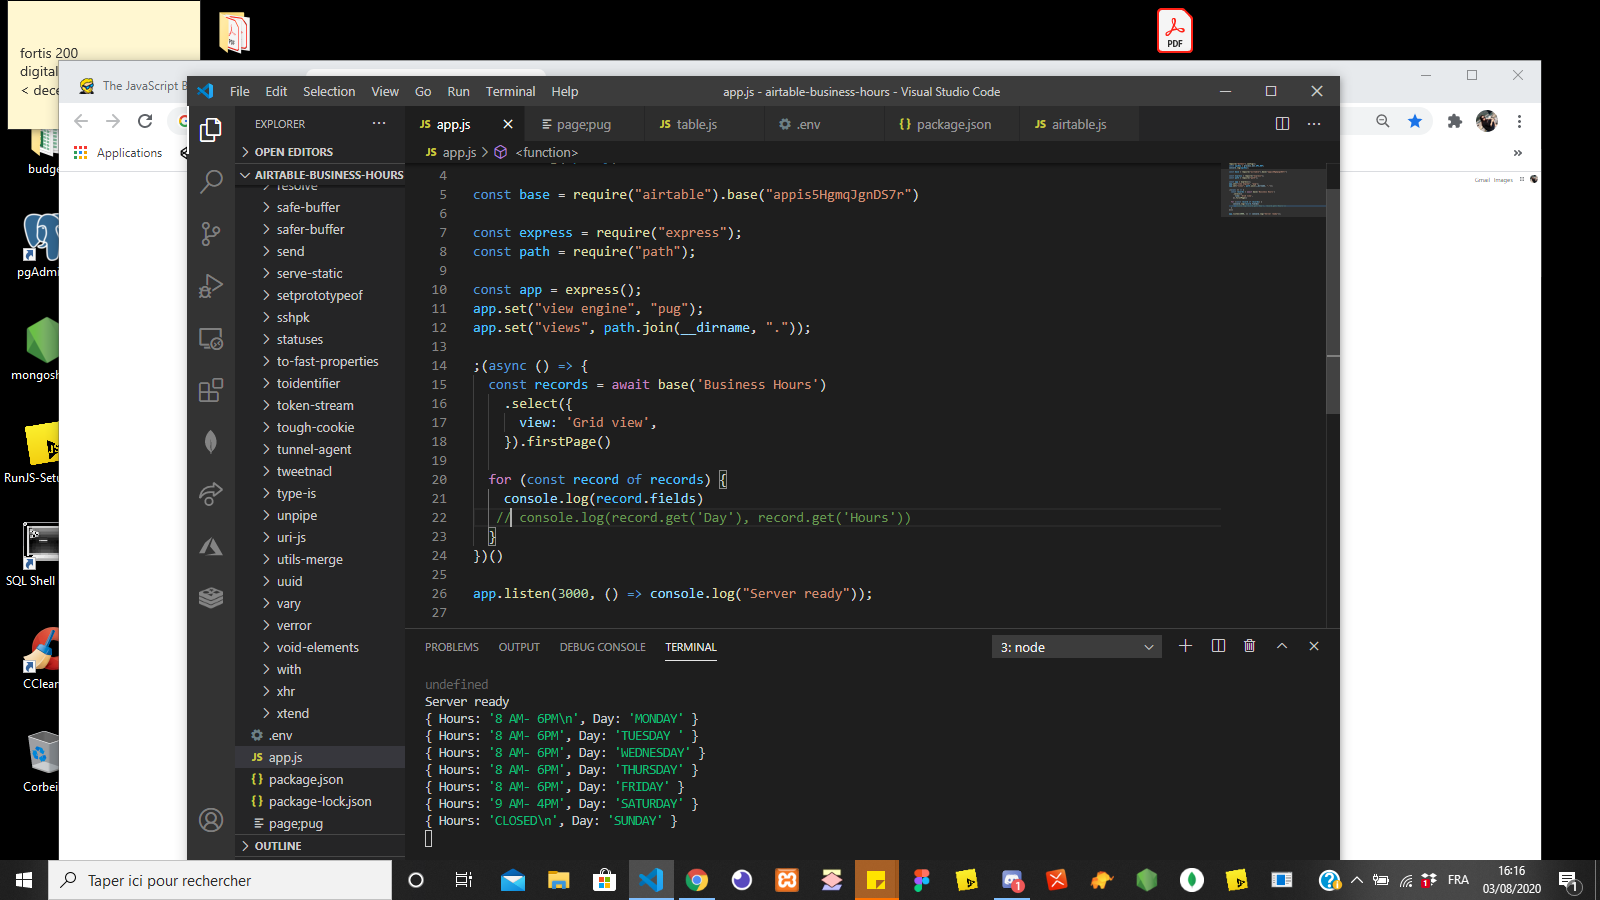 fortis 200
digital
< dece
budge
pgAdmi
mongosh
RunJS-Setu
SQL Shell
CClean
Corbei
PDF
The JavaScript B
Applications
Gmail Images
File Edit Selection View Go Run Terminal Help
app.js - airtable-business-hours - Visual Studio Code
EXPLORER
OPEN EDITORS
AIRTABLE-BUSINESS-HOURS
resolve
safe-buffer
safer-buffer
send
serve-static
setprototypeof
sshpk
statuses
to-fast-properties
toidentifier
token-stream
tough-cookie
tunnel-agent
tweetnacl
type-is
unpipe
uri-js
utils-merge
uuid
vary
verror
void-elements
with
xhr
xtend
.env
JS app.js
{} package.json
{} package-lock.json
page;pug
OUTLINE
JS app.js page;pug JS table.js .env {} package.json JS airtable.js
JS app.js > <function>
4
5 const base = require("airtable").base("appis5HgmqJgnDS7r")
6
7 const express = require("express");
8 const path = require("path");
9
10 const app = express();
11 app.set("view engine", "pug");
12 app.set("views", path.join(__dirname, "."));
13
14 ;(async () => {
15 const records = await base('Business Hours')
16 .select({
17 view: 'Grid view',
18 }).firstPage()
19
20 for (const record of records) {
21 console.log(record.fields)
22 // console.log(record.get('Day'), record.get('Hours'))
23 }
24 })()
25
26 app.listen(3000, () => console.log("Server ready"));
27
PROBLEMS OUTPUT DEBUG CONSOLE TERMINAL 3: node
undefined
Server ready
{ Hours: '8 AM- 6PM\n', Day: 'MONDAY' }
{ Hours: '8 AM- 6PM', Day: 'TUESDAY ' }
{ Hours: '8 AM- 6PM', Day: 'WEDNESDAY' }
{ Hours: '8 AM- 6PM', Day: 'THURSDAY' }
{ Hours: '8 AM- 6PM', Day: 'FRIDAY' }
{ Hours: '9 AM- 4PM', Day: 'SATURDAY' }
{ Hours: 'CLOSED\n', Day: 'SUNDAY' }
Taper ici pour rechercher
FRA
16:16
03/08/2020